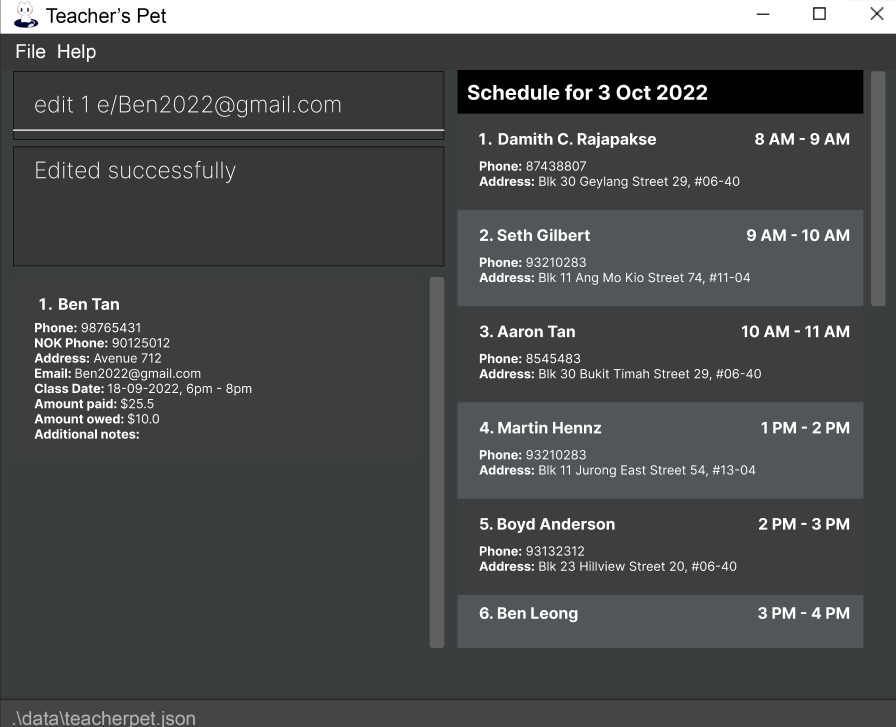 Teacher’s Pet
File Help
edit 1 e/Ben2022@gmail.com
Edited successfully
1. Ben Tan
Phone: 98765431
NOK Phone: 90125012
Address: Avenue 712
Email: Ben2022@gmail.com
Class Date: 18-09-2022, 6pm - 8pm
Amount paid: $25.5
Amount owed: $10.0
Additional notes:
Schedule for 3 Oct 2022
1. Damith C. Rajapakse 8 AM - 9 AM
Phone: 87438807
Address: Blk 30 Geylang Street 29, #06-40
2. Seth Gilbert 9 AM - 10 AM
Phone: 93210283
Address: Blk 11 Ang Mo Kio Street 74, #11-04
3. Aaron Tan 10 AM - 11 AM
Phone: 8545483
Address: Blk 30 Bukit Timah Street 29, #06-40
4. Martin Hennz 1 PM - 2 PM
Phone: 93210283
Address: Blk 11 Jurong East Street 54, #13-04
5. Boyd Anderson 2 PM - 3 PM
Phone: 93132312
Address: Blk 23 Hillview Street 20, #06-40
6. Ben Leong 3 PM - 4 PM
.\data\teacherpet.json